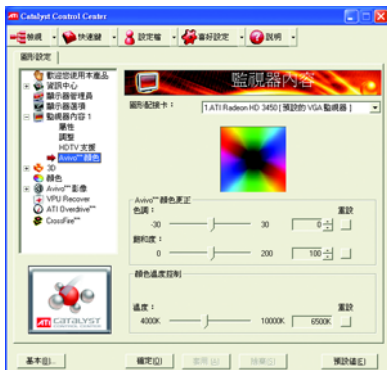 ATI Catalyst Control Center
檢視 快速鍵 設定檔 喜好設定 說明
圖形設定
歡迎您使用本產品
資訊中心
顯示器管理員
顯示器選項
監視器內容 1
屬性
調整
HDTV 支援
Avivo™ 顏色
3D
顏色
Avivo™ 影像
VPU Recover
ATI Overdrive™
CrossFire™
ATI CATALYST
CONTROL CENTER
監視器內容
圖形配接卡：
1.ATI Radeon HD 3450 [ 預設的 VGA 監視器 ]
Avivo™ 顏色更正
色調： 重設
-30 30 0
飽和度：
0 200 100
顏色溫度控制
溫度： 重設
4000K 10000K 6500K
基本(B)... 確定(O) 套用(A) 捨棄(S) 預設值(E)